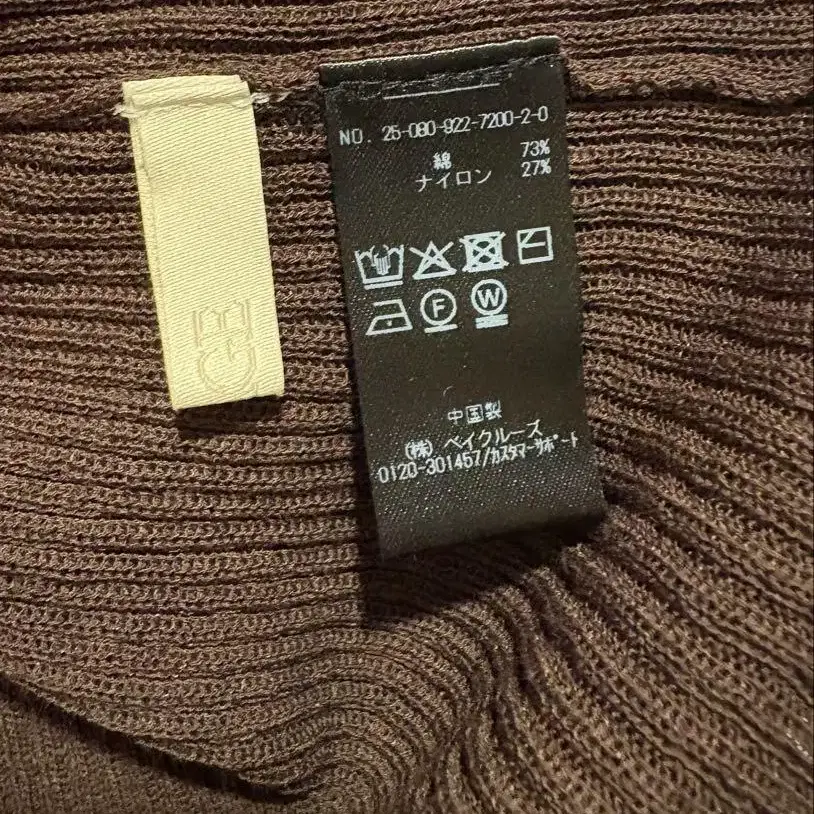 NO. 25-080-922-7200-2-0
綿 73%
ナイロン 27%
F W
中国製
(株) ベイクルーズ
0120-301457/カスタマーサポート